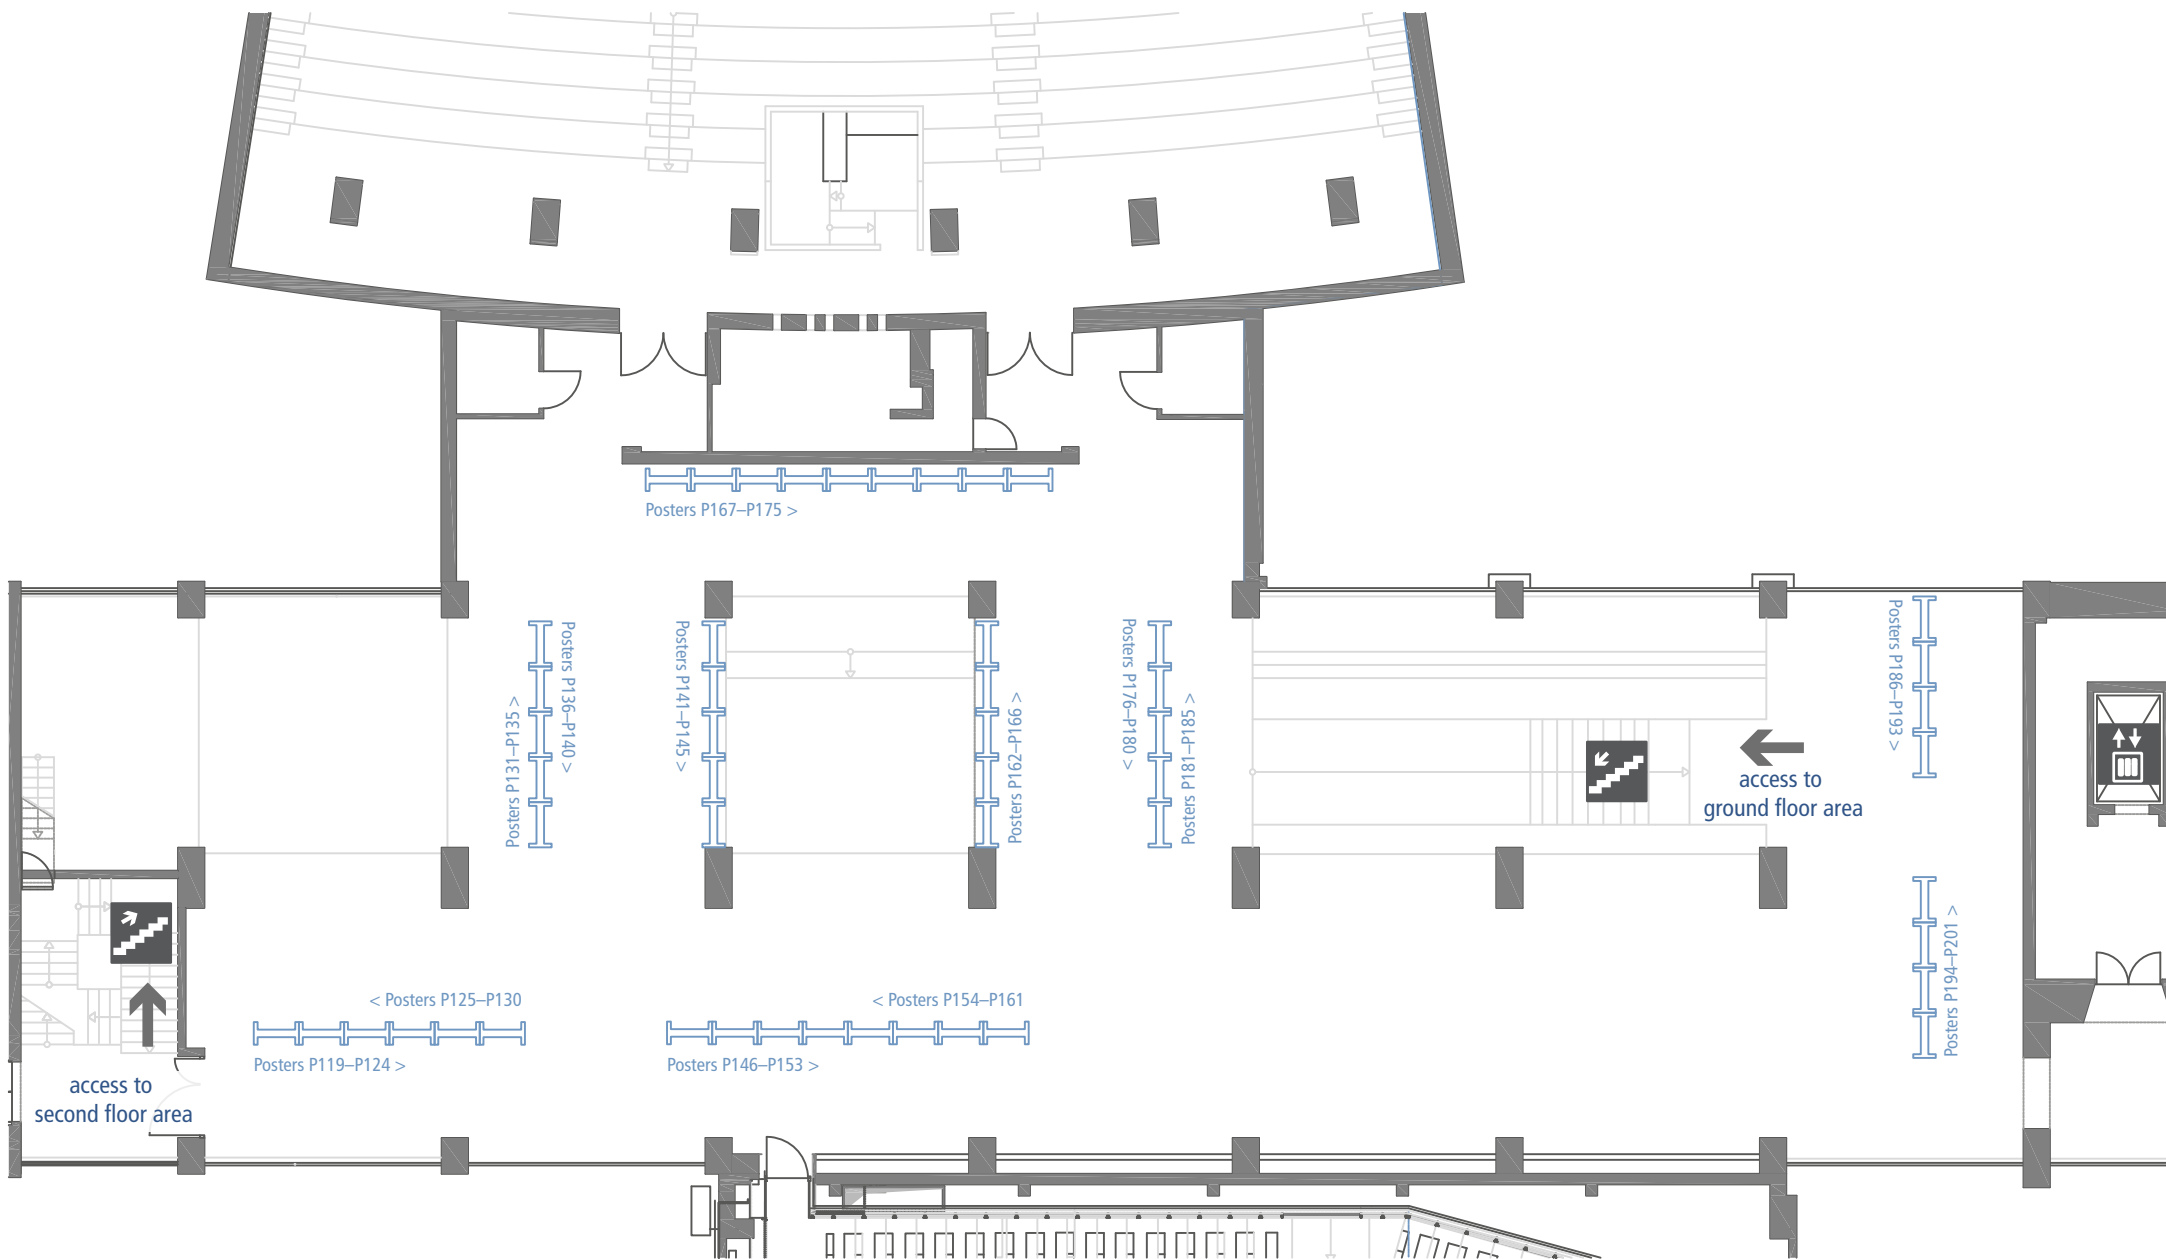 Posters P167–P175 >
Posters P131–P135 >
Posters P136–P140 >
Posters P141–P145 >
Posters P162–P166 >
Posters P176–P180 >
Posters P181–P185 >
Posters P186–P193 >
access to
ground floor area
Posters P194–P201 >
< Posters P125–P130
< Posters P154–P161
Posters P119–P124 >
Posters P146–P153 >
access to
second floor area